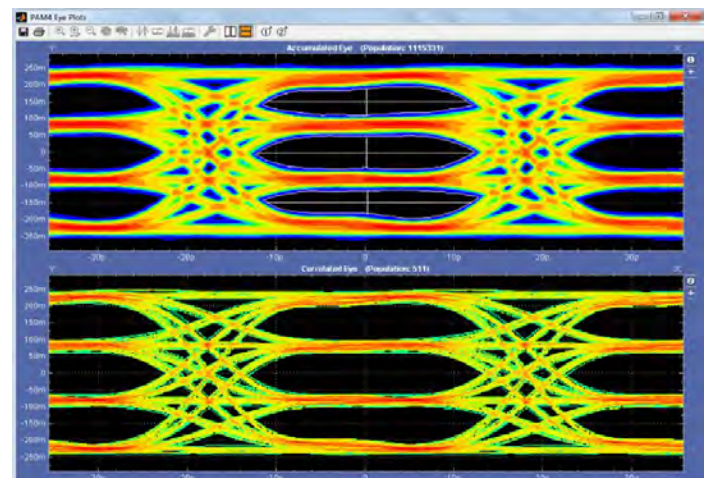 PAM4 Eye Plots
Accumulated Eye (Population: 1115331)
250m
200m
150m
100m
50m
0
-50m
-100m
-150m
-200m
-250m
-30p -20p -10p 0 10p 20p 30p
Correlated Eye (Population: 511)
250m
200m
150m
100m
50m
0
-50m
-100m
-150m
-200m
-250m
0